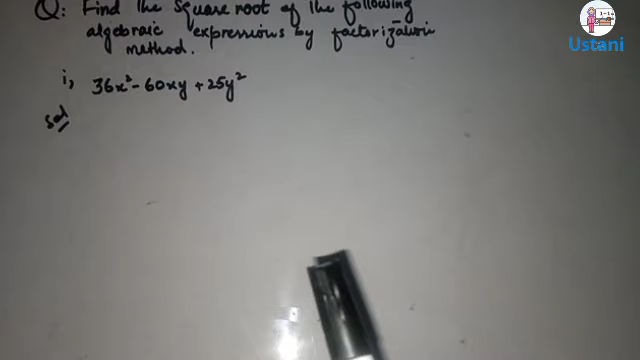 Q: Find the square root of the following
algebraic expressions by factorization
method.
i, 36x² - 60xy + 25y²
Sol
Ustani